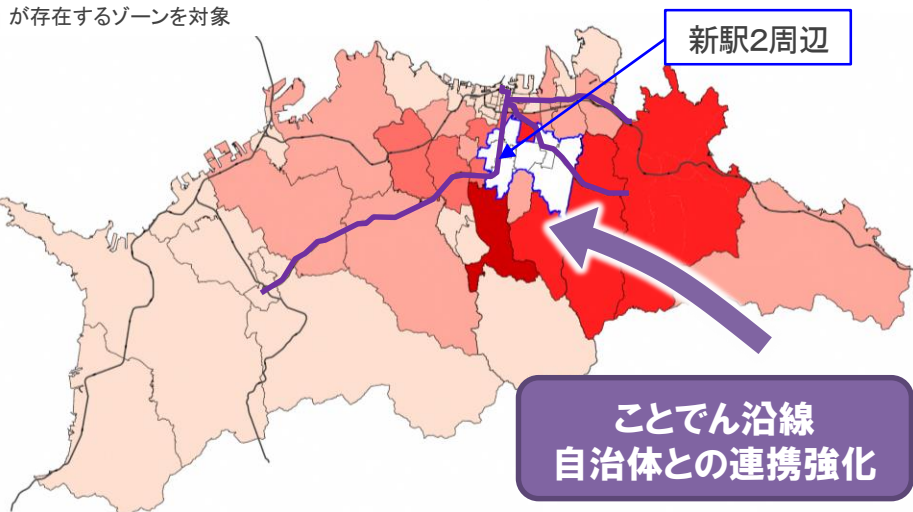 が存在するゾーンを対象
新駅2周辺
ことでん沿線
自治体との連携強化